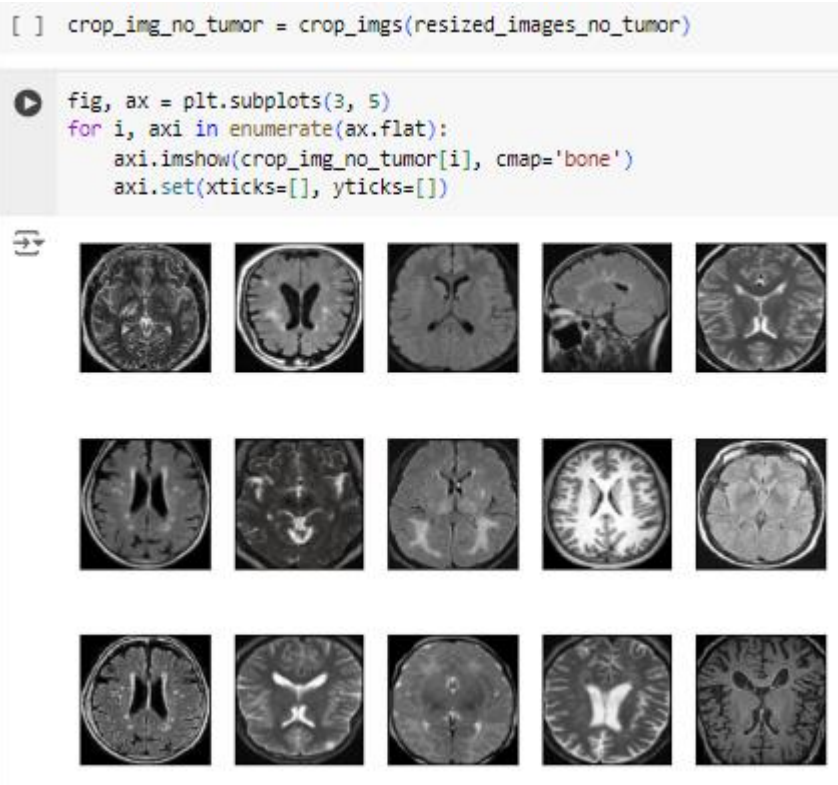 [ ] crop_img_no_tumor = crop_imgs(resized_images_no_tumor)
fig, ax = plt.subplots(3, 5)
for i, axi in enumerate(ax.flat):
    axi.imshow(crop_img_no_tumor[i], cmap='bone')
    axi.set(xticks=[], yticks=[])